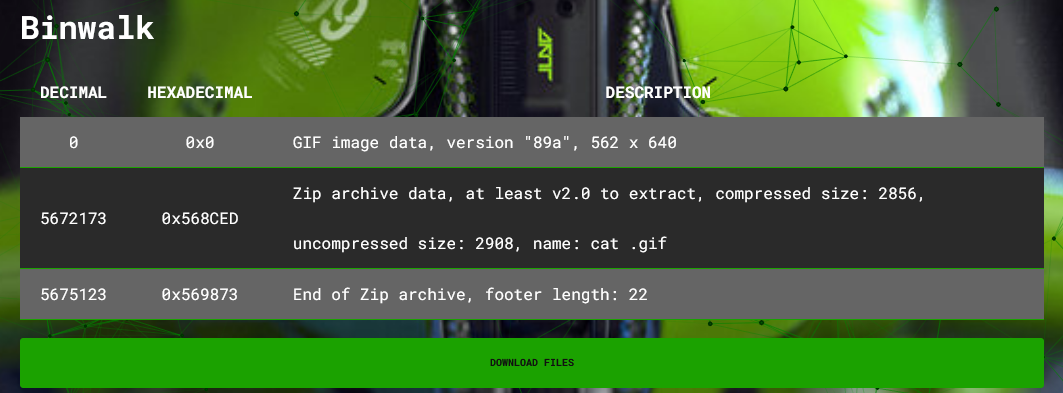 Binwalk
DECIMAL HEXADECIMAL DESCRIPTION
0 0x0 GIF image data, version "89a", 562 x 640
Zip archive data, at least v2.0 to extract, compressed size: 2856,
5672173 0x568CED
uncompressed size: 2908, name: cat .gif
5675123 0x569873 End of Zip archive, footer length: 22
DOWNLOAD FILES